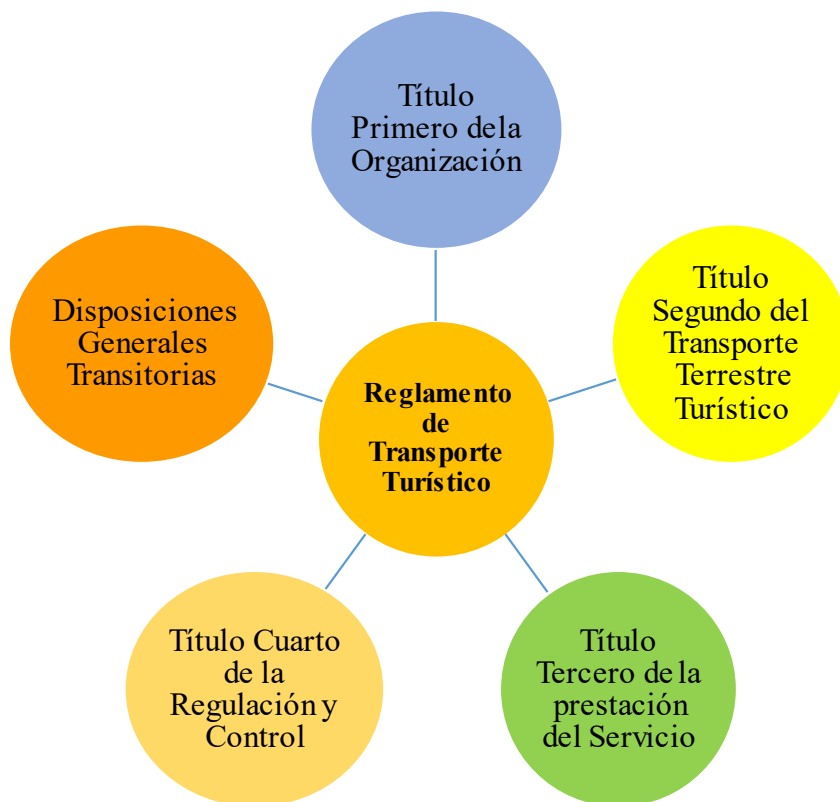 Título
Primero dela
Organización
Título
Segundo del
Transporte
Terrestre
Turístico
Disposiciones
Generales
Transitorias
Reglamento
de
Transporte
Turístico
Título Cuarto
de la
Regulación y
Control
Título
Tercero de la
prestación
del Servicio